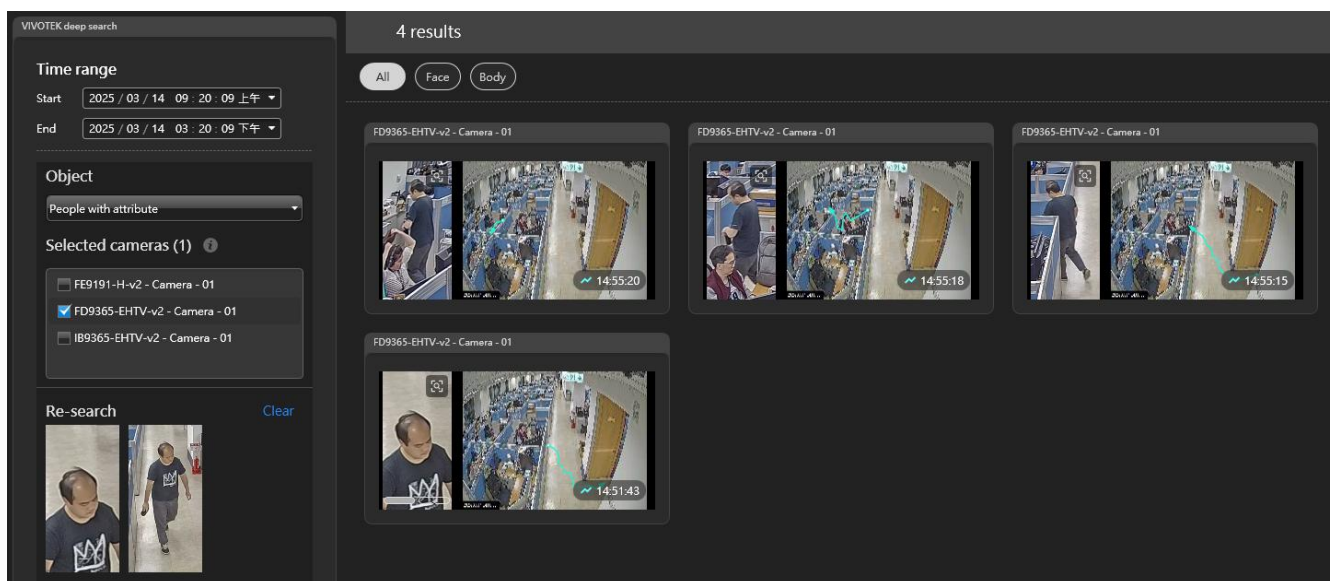 VIVOTEK deep search
Time range
Start 2025 / 03 / 14 09 : 20 : 09 上午
End 2025 / 03 / 14 03 : 20 : 09 下午
Object
People with attribute
Selected cameras (1)
FE9191-H-v2 - Camera - 01
FD9365-EHTV-v2 - Camera - 01
IB9365-EHTV-v2 - Camera - 01
Re-search Clear
4 results
All Face Body
FD9365-EHTV-v2 - Camera - 01
14:55:20
FD9365-EHTV-v2 - Camera - 01
14:55:18
FD9365-EHTV-v2 - Camera - 01
14:55:15
FD9365-EHTV-v2 - Camera - 01
14:51:43